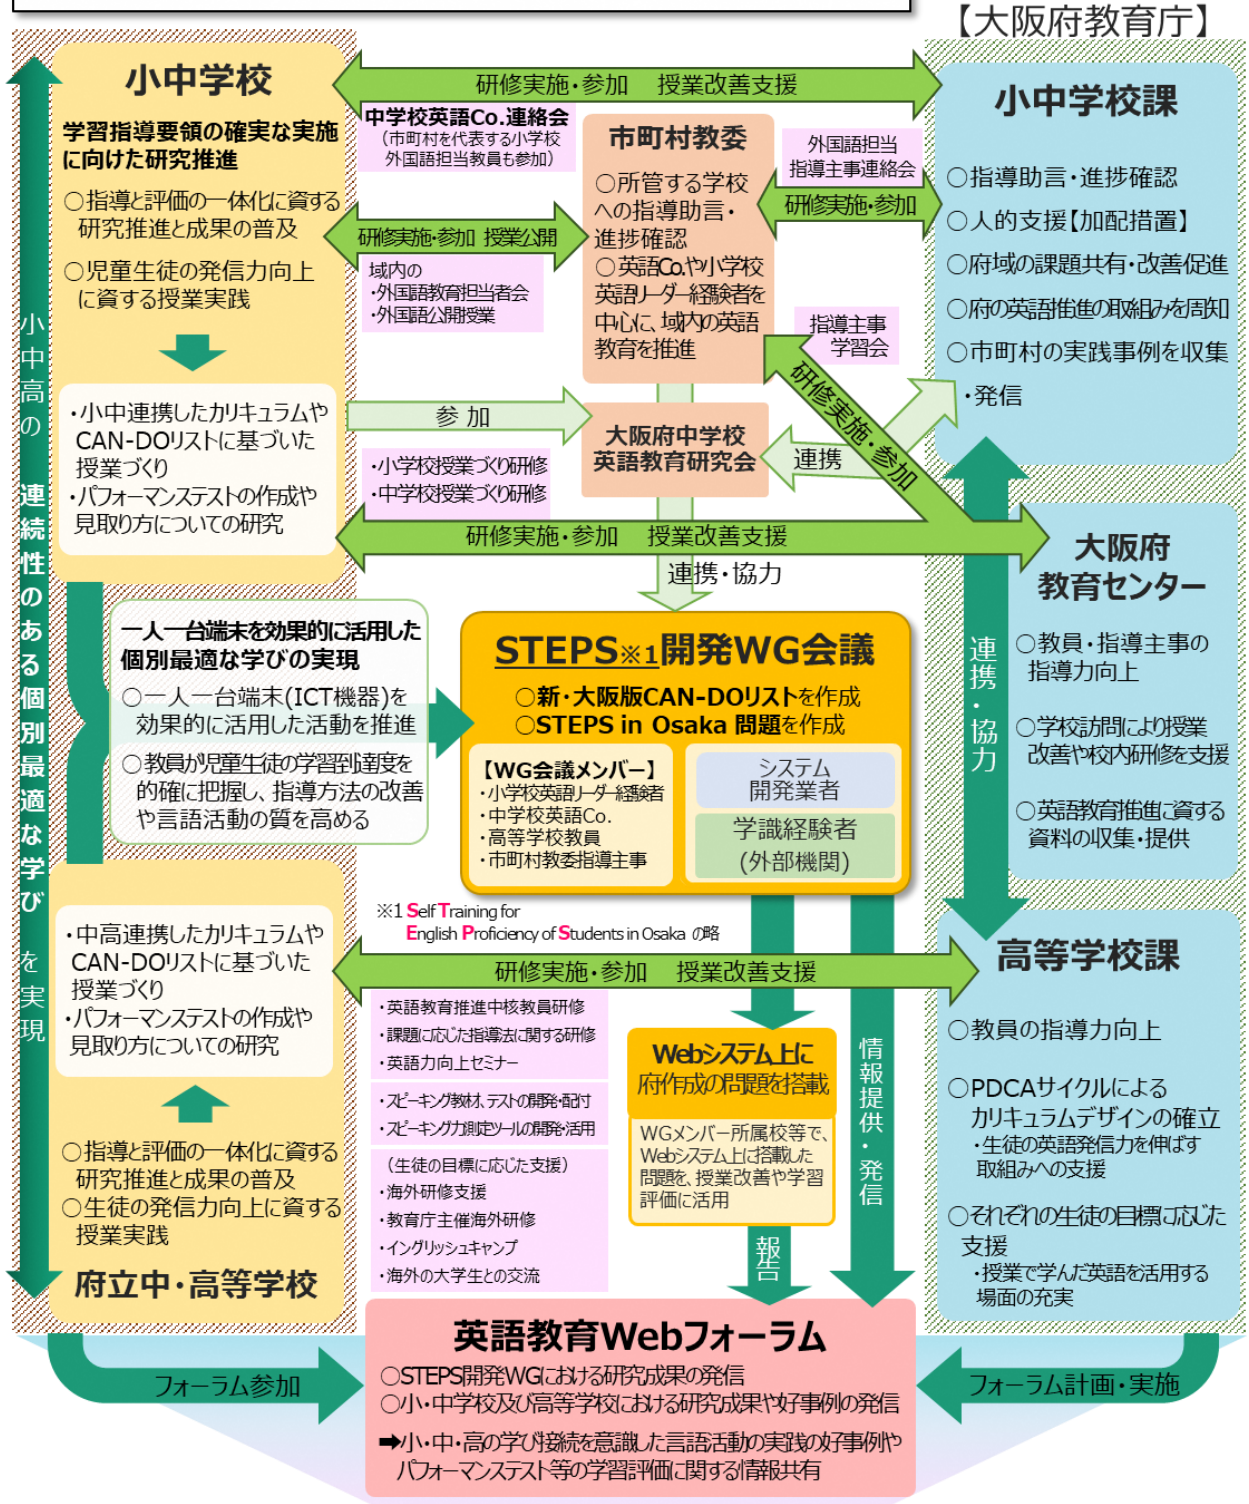 【大阪府教育庁】
小中学校
学習指導要領の確実な実施
に向けた研究推進
○指導と評価の一体化に資する
研究推進と成果の普及
○児童生徒の発信力向上
に資する授業実践
・小中連携したカリキュラムや
CAN-DOリストに基づいた
授業づくり
・パフォーマンステストの作成や
見取り方についての研究
小中高の 連続性のある個別最適な学び を実現
研修実施・参加 授業改善支援
中学校英語Co.連絡会
（市町村を代表する小学校
外国語担当教員も参加）
研修実施・参加 授業公開
域内の
・外国語教育担当者会
・外国語公開授業
市町村教委
○所管する学校
への指導助言・
進捗確認
○英語Co.や小学校
英語リーダー経験者を
中心に、域内の英語
教育を推進
外国語担当
指導主事連絡会
研修実施・参加
指導主事
学習会
研修実施・参加
小中学校課
○指導助言・進捗確認
○人的支援【加配措置】
○府域の課題共有・改善促進
○府の英語推進の取組みを周知
○市町村の実践事例を収集
・発信
参 加
大阪府中学校
英語教育研究会
連携
・小学校授業づくり研修
・中学校授業づくり研修
研修実施・参加 授業改善支援
連携・協力
大阪府
教育センター
○教員・指導主事の
指導力向上
○学校訪問により授業
改善や校内研修を支援
○英語教育推進に資する
資料の収集・提供
連携・協力
一人一台端末を効果的に活用した
個別最適な学びの実現
○一人一台端末(ICT機器)を
効果的に活用した活動を推進
○教員が児童生徒の学習到達度を
的確に把握し、指導方法の改善
や言語活動の質を高める
STEPS※1開発WG会議
○新・大阪版CAN-DOリストを作成
○STEPS in Osaka 問題を作成
【WG会議メンバー】
・小学校英語リーダー経験者
・中学校英語Co.
・高等学校教員
・市町村教委指導主事
システム
開発業者
学識経験者
(外部機関)
※1 Self Training for
English Proficiency of Students in Osaka の略
・中高連携したカリキュラムや
CAN-DOリストに基づいた
授業づくり
・パフォーマンステストの作成や
見取り方についての研究
○指導と評価の一体化に資する
研究推進と成果の普及
○生徒の発信力向上に資する
授業実践
府立中・高等学校
研修実施・参加 授業改善支援
・英語教育推進中核教員研修
・課題に応じた指導法に関する研修
・英語力向上セミナー
・スピーキング教材、テストの開発・配付
・スピーキング力測定ツールの開発・活用
（生徒の目標に応じた支援）
・海外研修支援
・教育庁主催海外研修
・イングリッシュキャンプ
・海外の大学生との交流
Webシステム上に
府作成の問題を搭載
WGメンバー所属校等で、
Webシステム上に搭載した
問題を、授業改善や学習
評価に活用
報告
情報提供・発信
高等学校課
○教員の指導力向上
○PDCAサイクルによる
カリキュラムデザインの確立
・生徒の英語発信力を伸ばす
取組みへの支援
○それぞれの生徒の目標に応じた
支援
・授業で学んだ英語を活用する
場面の充実
フォーラム参加
英語教育Webフォーラム
○STEPS開発WGにおける研究成果の発信
○小・中学校及び高等学校における研究成果や好事例の発信
➡小・中・高の学び接続を意識した言語活動の実践の好事例や
パフォーマンステスト等の学習評価に関する情報共有
フォーラム計画・実施